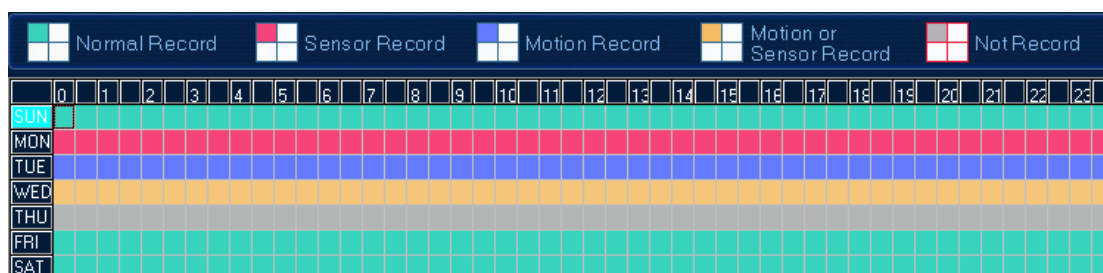 Normal Record Sensor Record Motion Record Motion or Sensor Record Not Record
0 1 2 3 4 5 6 7 8 9 10 11 12 13 14 15 16 17 18 19 20 21 22 23
SUN
MON
TUE
WED
THU
FRI
SAT